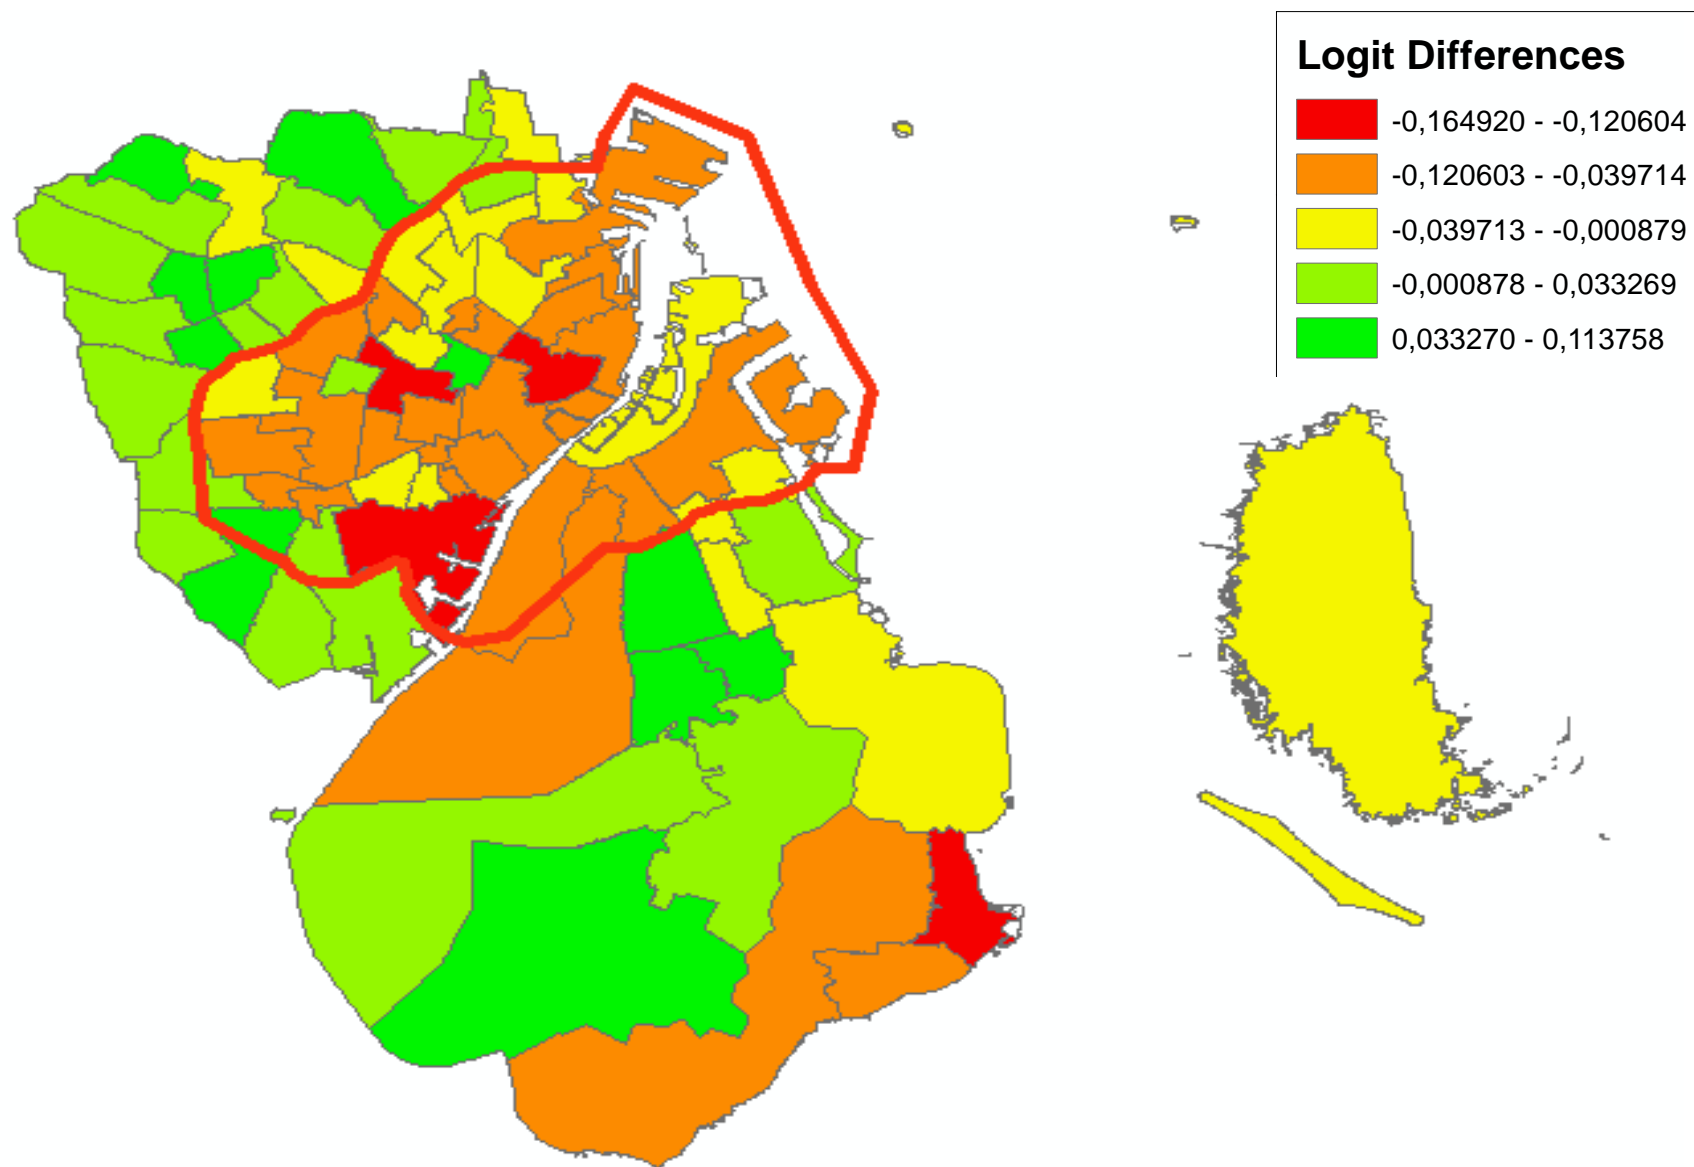 Logit Differences
-0,164920 - -0,120604
-0,120603 - -0,039714
-0,039713 - -0,000879
-0,000878 - 0,033269
0,033270 - 0,113758